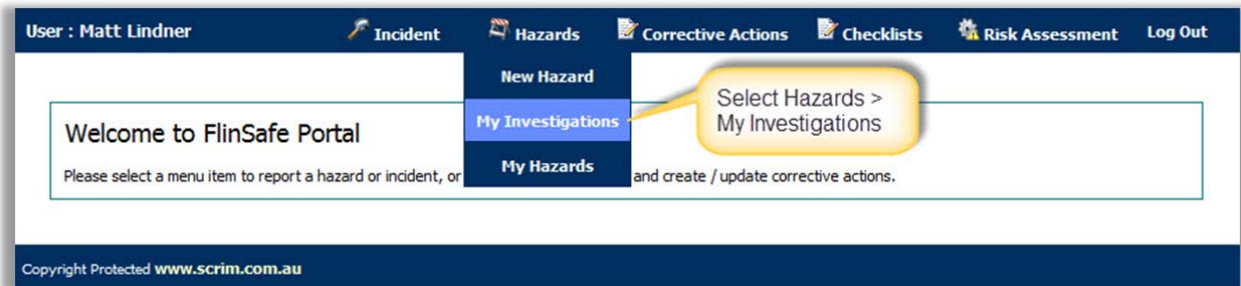 User : Matt Lindner Incident Hazards Corrective Actions Checklists Risk Assessment Log Out
New Hazard
My Investigations
My Hazards
Select Hazards >
My Investigations
Welcome to FlinSafe Portal
Please select a menu item to report a hazard or incident, or and create / update corrective actions.
Copyright Protected www.scrim.com.au